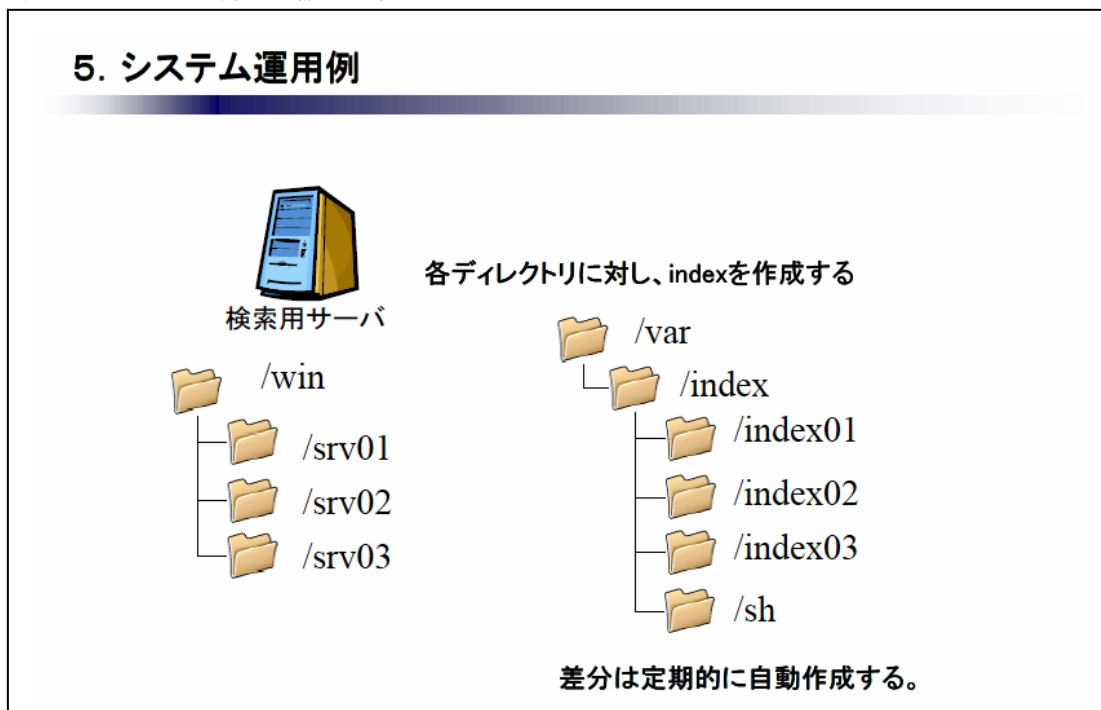 5. システム運用例
各ディレクトリに対し、indexを作成する
検索用サーバ
/win
/srv01
/srv02
/srv03
/var
/index
/index01
/index02
/index03
/sh
差分は定期的に自動作成する。